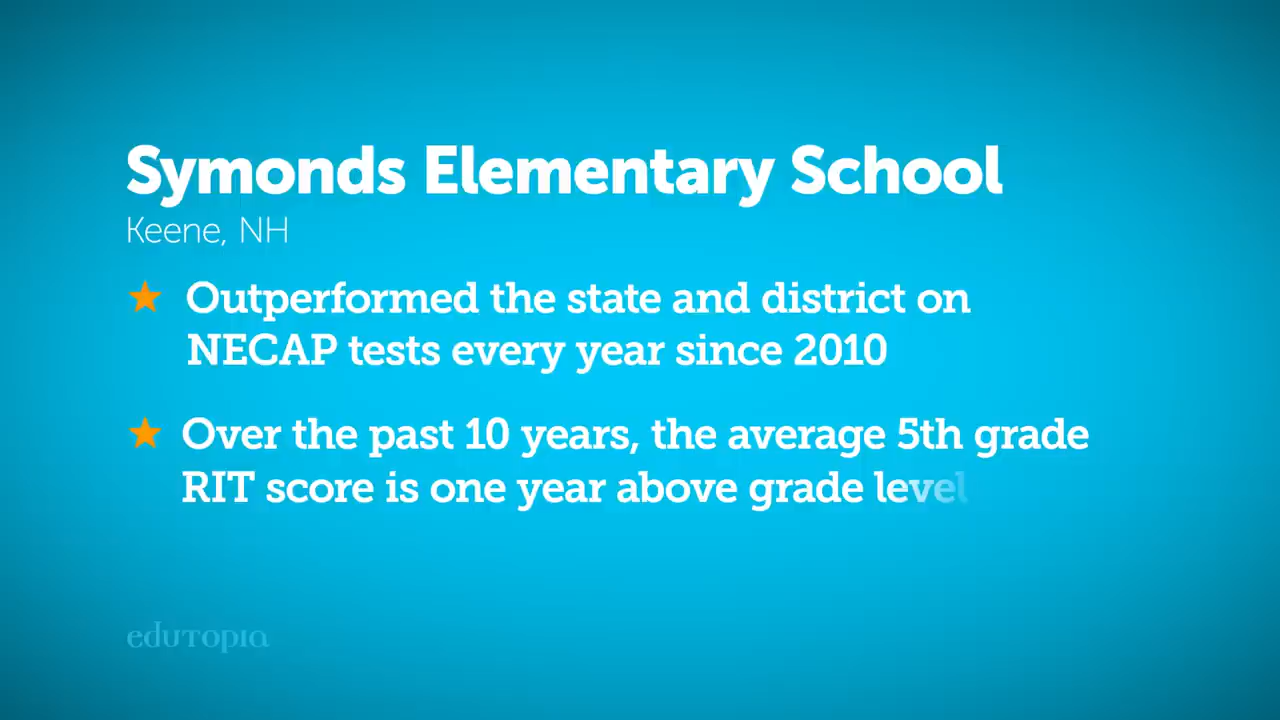 Symonds Elementary School
Keene, NH
Outperformed the state and district on
NECAP tests every year since 2010
Over the past 10 years, the average 5th grade
RIT score is one year above grade level
edutopia